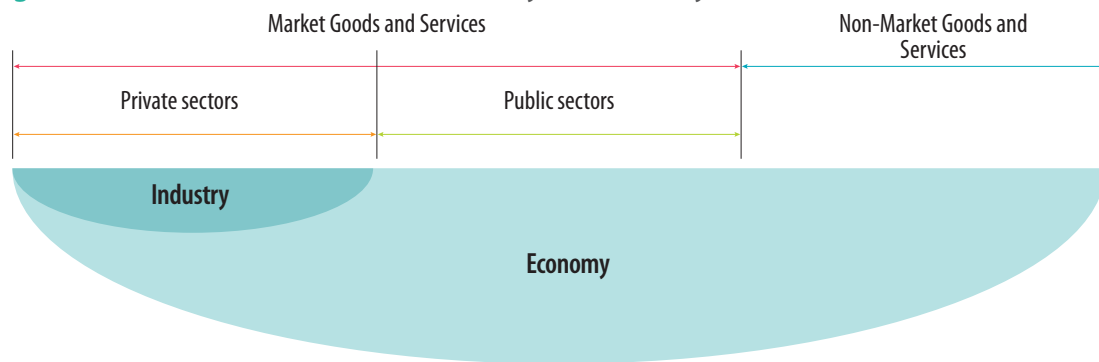 Market Goods and Services
Non-Market Goods and
Services
Private sectors
Public sectors
Industry
Economy